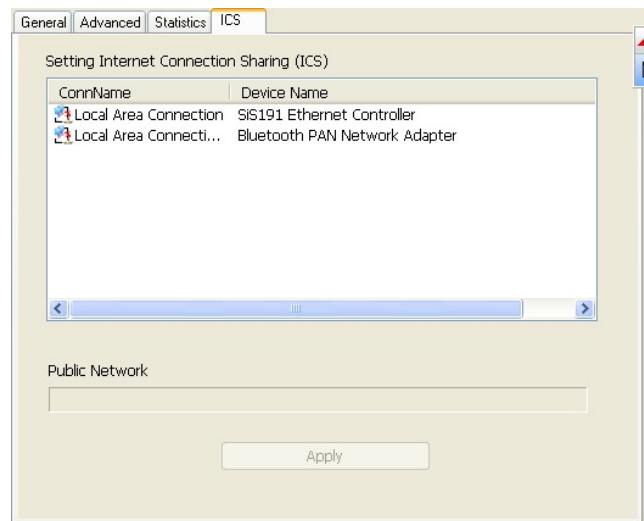 General Advanced Statistics ICS
Setting Internet Connection Sharing (ICS)
ConnName Device Name
Local Area Connection SiS191 Ethernet Controller
Local Area Connecti... Bluetooth PAN Network Adapter
Public Network
Apply